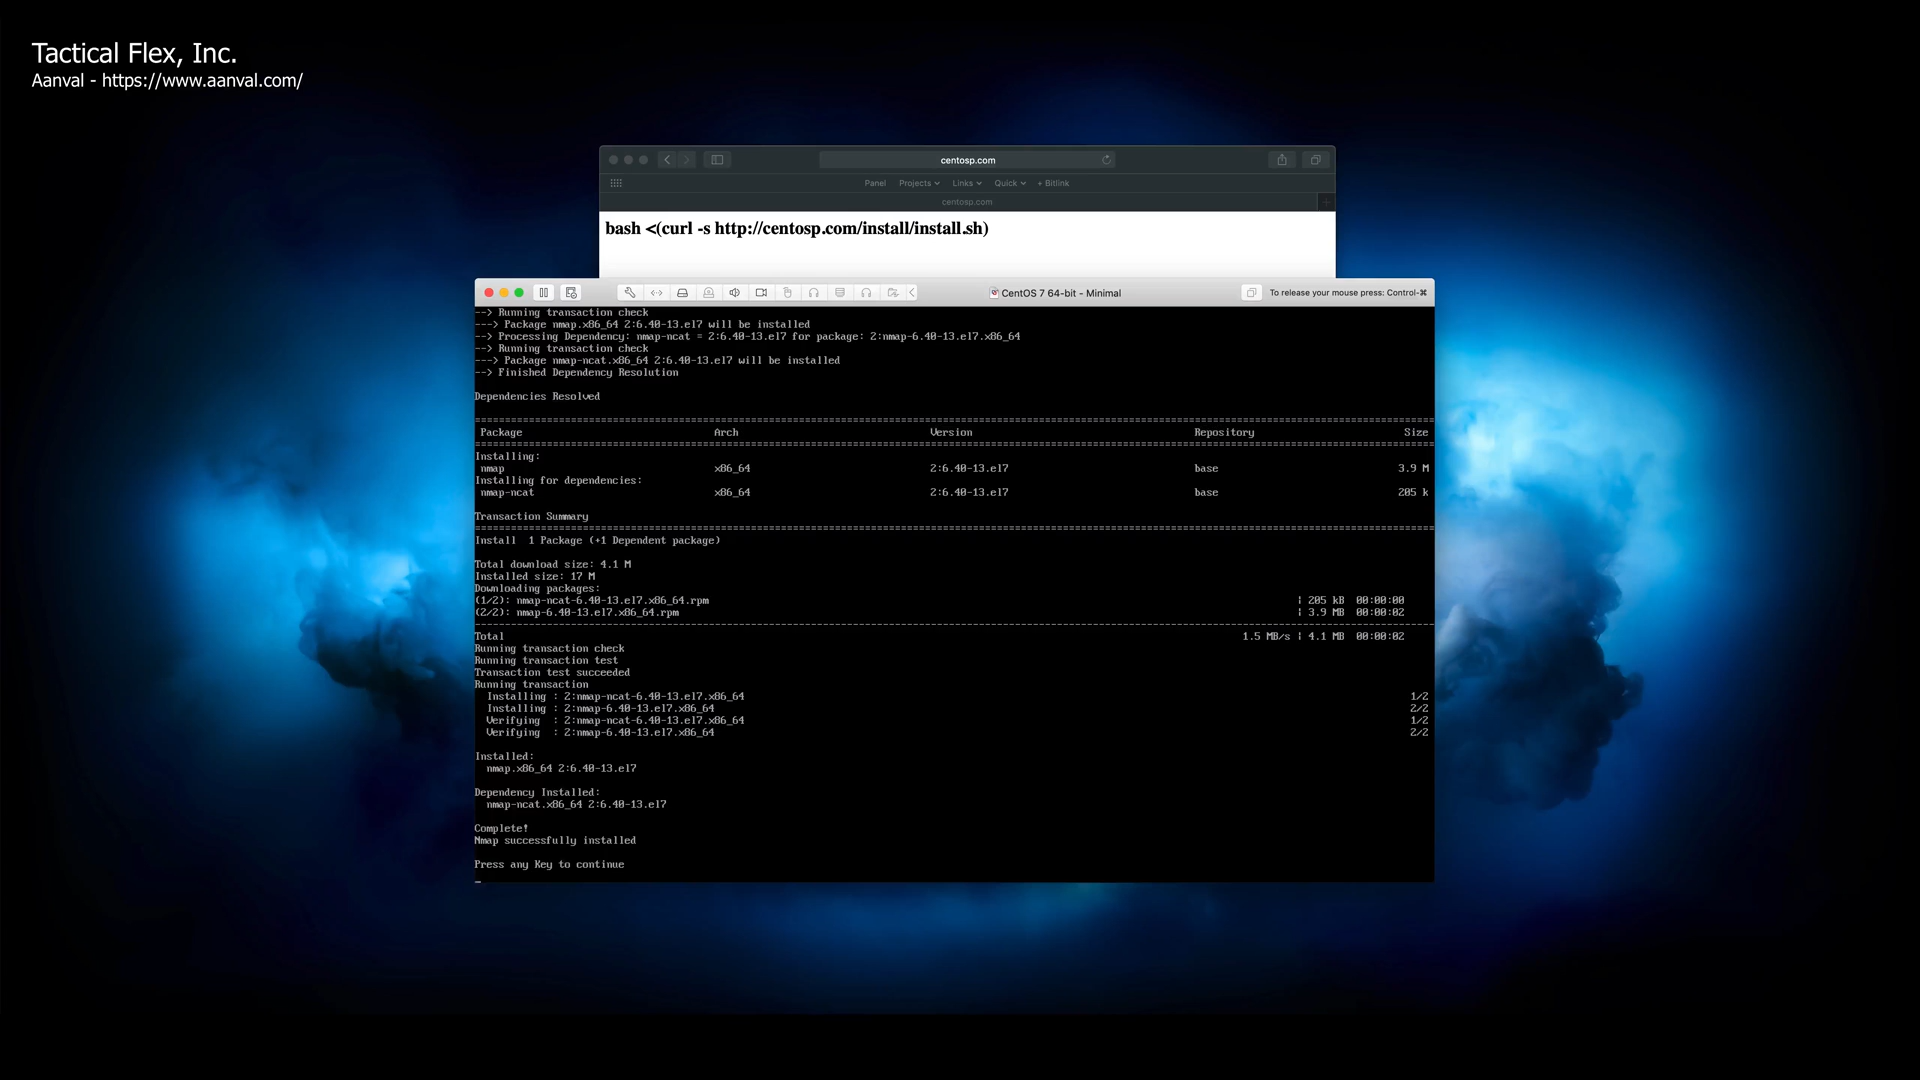 Tactical Flex, Inc.
Aanval - https://www.aanval.com/
centosp.com
Panel Projects Links Quick + Bitlink
centosp.com
bash <(curl -s http://centosp.com/install/install.sh)
CentOS 7 64-bit - Minimal
To release your mouse press: Control-⌘
--> Running transaction check
---> Package nmap.x86_64 2:6.40-13.el7 will be installed
--> Processing Dependency: nmap-ncat = 2:6.40-13.el7 for package: 2:nmap-6.40-13.el7.x86_64
--> Running transaction check
---> Package nmap-ncat.x86_64 2:6.40-13.el7 will be installed
--> Finished Dependency Resolution
Dependencies Resolved
Package Arch Version Repository Size
Installing:
nmap x86_64 2:6.40-13.el7 base 3.9 M
Installing for dependencies:
nmap-ncat x86_64 2:6.40-13.el7 base 205 k
Transaction Summary
Install 1 Package (+1 Dependent package)
Total download size: 4.1 M
Installed size: 17 M
Downloading packages:
(1/2): nmap-ncat-6.40-13.el7.x86_64.rpm | 205 kB 00:00:00
(2/2): nmap-6.40-13.el7.x86_64.rpm | 3.9 MB 00:00:02
Total 1.5 MB/s | 4.1 MB 00:00:02
Running transaction check
Running transaction test
Transaction test succeeded
Running transaction
Installing : 2:nmap-ncat-6.40-13.el7.x86_64 1/2
Installing : 2:nmap-6.40-13.el7.x86_64 2/2
Verifying : 2:nmap-ncat-6.40-13.el7.x86_64 1/2
Verifying : 2:nmap-6.40-13.el7.x86_64 2/2
Installed:
nmap.x86_64 2:6.40-13.el7
Dependency Installed:
nmap-ncat.x86_64 2:6.40-13.el7
Complete!
Nmap successfully installed
Press any Key to continue